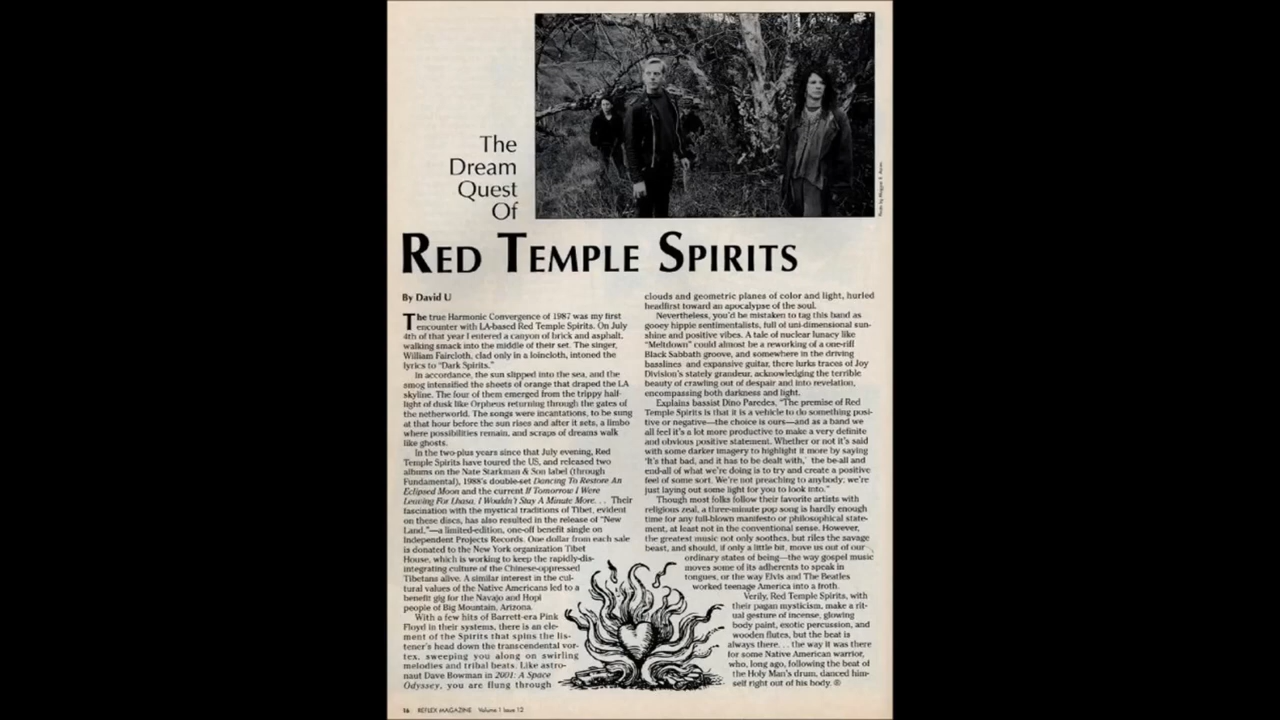 The
Dream
Quest
Of
RED TEMPLE SPIRITS
By David U
The true Harmonic Convergence of 1987 was my first
encounter with LA-based Red Temple Spirits. On July
4th of that year I entered a canyon of brick and asphalt,
walking smack into the middle of their set. The singer,
William Faircloth, clad only in a loincloth, intoned the
lyrics to "Dark Spirits."
In accordance, the sun slipped into the sea, and the
smog intensified the sheets of orange that draped the LA
skyline. The four of them emerged from the trippy half-
light of dusk like Orpheus returning through the gates of
the netherworld. The songs were incantations, to be sung
at that hour before the sun rises and after it sets, a limbo
where possibilities remain, and scraps of dreams walk
like ghosts.
In the two-plus years since that July evening, Red
Temple Spirits have toured the US, and released two
albums on the Nate Starkman & Son label (through
Fundamental), 1988's double-set Dancing To Restore An
Eclipsed Moon and the current If Tomorrow I Were
Leaving For Lhasa, I Wouldn't Stay A Minute More. . . Their
fascination with the mystical traditions of Tibet, evident
on these discs, has also resulted in the release of "New
Land,"—a limited-edition, one-off benefit single on
Independent Projects Records. One dollar from each sale
is donated to the New York organization Tibet
House, which is working to keep the rapidly-dis-
integrating culture of the Chinese-oppressed
Tibetans alive. A similar interest in the cul-
tural values of the Native Americans led to a
benefit gig for the Navajo and Hopi
people of Big Mountain, Arizona.
With a few hits of Barrett-era Pink
Floyd in their systems, there is an ele-
ment of the Spirits that spins the lis-
tener's head down the transcendental vor-
tex, sweeping you along on swirling
melodies and tribal beats. Like astro-
naut Dave Bowman in 2001: A Space
Odyssey, you are flung through
clouds and geometric planes of color and light, hurled
headfirst toward an apocalypse of the soul.
Nevertheless, you'd be mistaken to tag this band as
gooey hippie sentimentalists, full of uni-dimensional sun-
shine and positive vibes. A tale of nuclear lunacy like
"Meltdown" could almost be a reworking of a one-riff
Black Sabbath groove, and somewhere in the driving
basslines and expansive guitar, there lurks traces of Joy
Division's stately grandeur, acknowledging the terrible
beauty of crawling out of despair and into revelation,
encompassing both darkness and light.
Explains bassist Dino Paredes, "The premise of Red
Temple Spirits is that it is a vehicle to do something posi-
tive or negative—the choice is ours—and as a band we
all feel it's a lot more productive to make a very definite
and obvious positive statement. Whether or not it's said
with some darker imagery to highlight it more by saying
'It's that bad, and it has to be dealt with,' the be-all and
end-all of what we're doing is to try and create a positive
feel of some sort. We're not preaching to anybody; we're
just laying out some light for you to look into."
Though most folks follow their favorite artists with
religious zeal, a three-minute pop song is hardly enough
time for any full-blown manifesto or philosophical state-
ment, at least not in the conventional sense. However,
the greatest music not only soothes, but riles the savage
beast, and should, if only a little bit, move us out of our
ordinary states of being—the way gospel music
moves some of its adherents to speak in
tongues, or the way Elvis and The Beatles
worked teenage America into a froth.
Verily, Red Temple Spirits, with
their pagan mysticism, make a rit-
ual gesture of incense, glowing
body paint, exotic percussion, and
wooden flutes, but the beat is
always there. . . the way it was there
for some Native American warrior,
who, long ago, following the beat of
the Holy Man's drum, danced him-
self right out of his body.
16 REFLEX MAGAZINE Volume 1 Issue 12